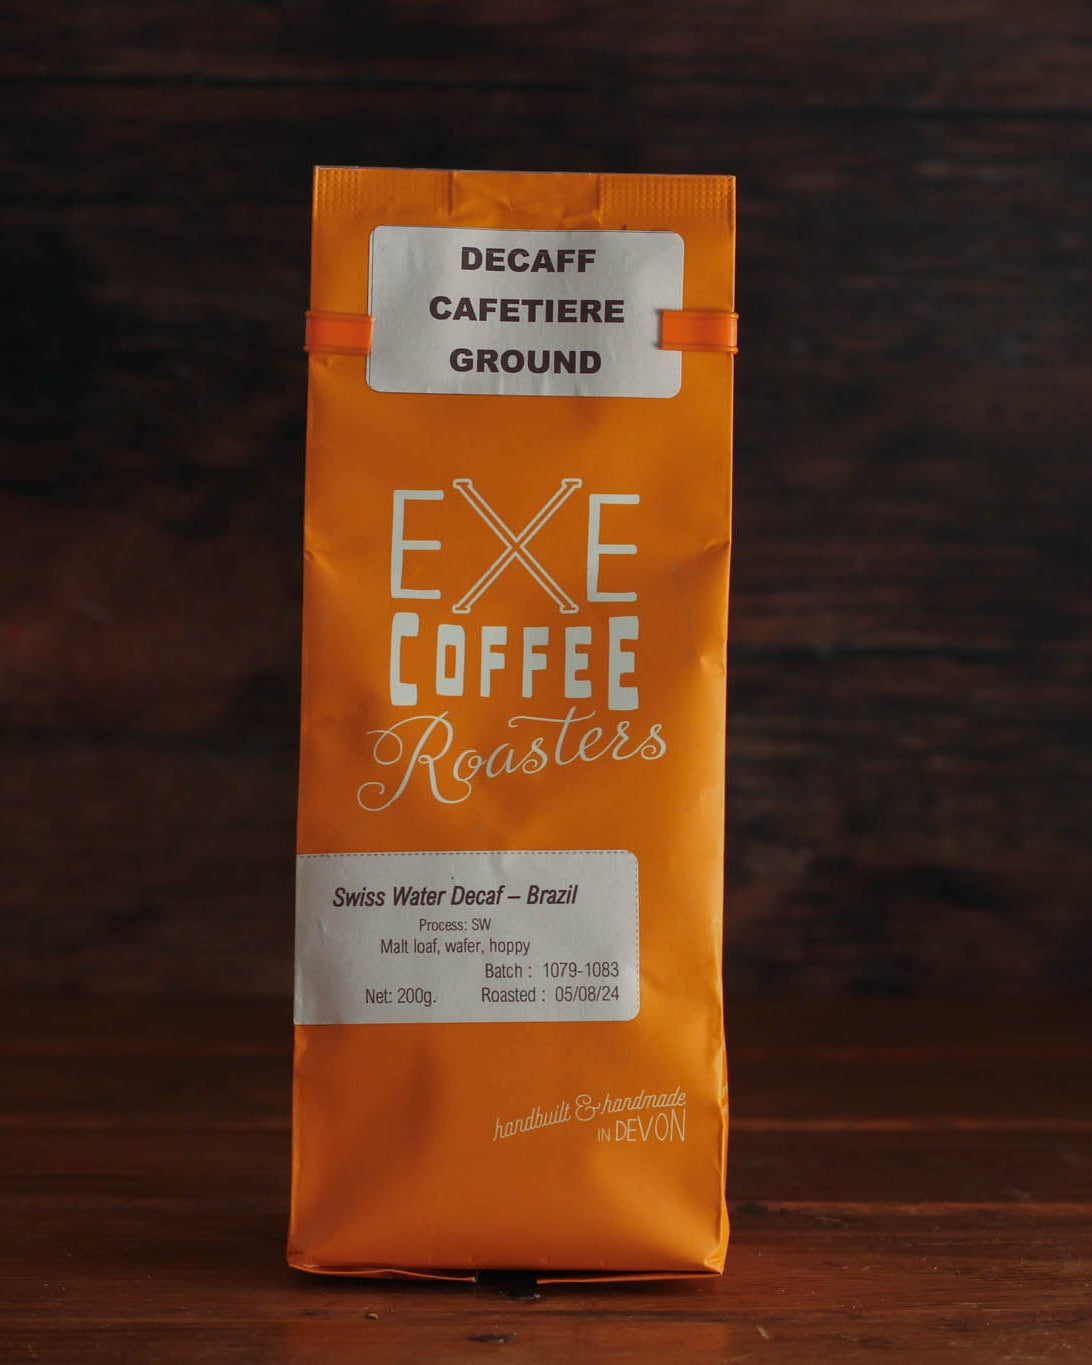 DECAFF
CAFETIERE
GROUND
EXE
COFFEE
Roasters
Swiss Water Decaf – Brazil
Process: SW
Malt loaf, wafer, hoppy
Batch : 1079-1083
Net: 200g. Roasted : 05/08/24
handbuilt & handmade
IN DEVON